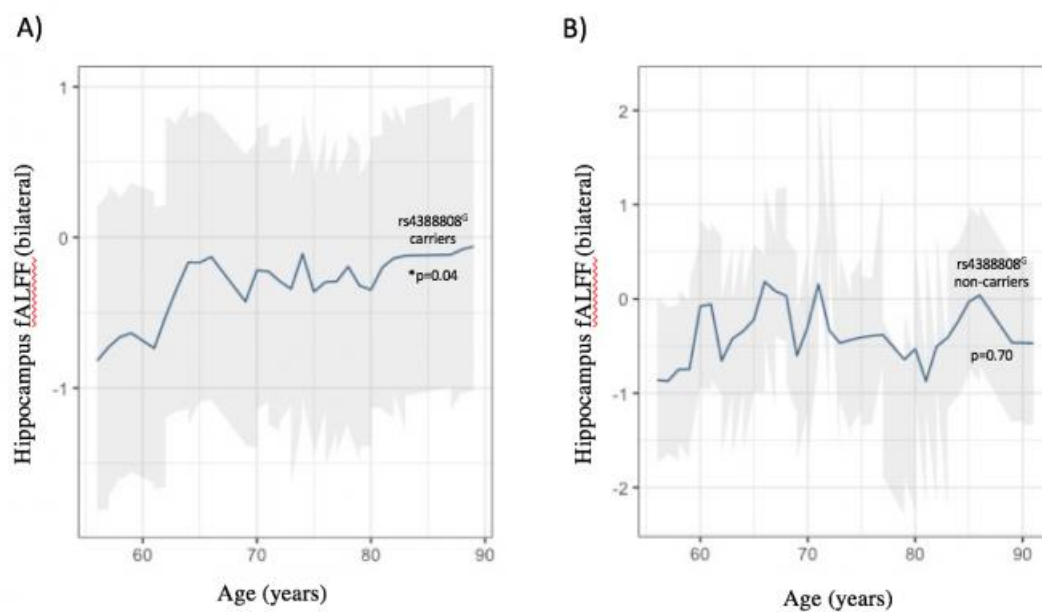 A)
Hippocampus fALFF (bilateral)
1
0
-1
rs4388808ᴳ
carriers
*p=0.04
60
70
80
90
Age (years)
B)
Hippocampus fALFF (bilateral)
2
1
0
-1
-2
rs4388808ᴳ
non-carriers
p=0.70
60
70
80
90
Age (years)